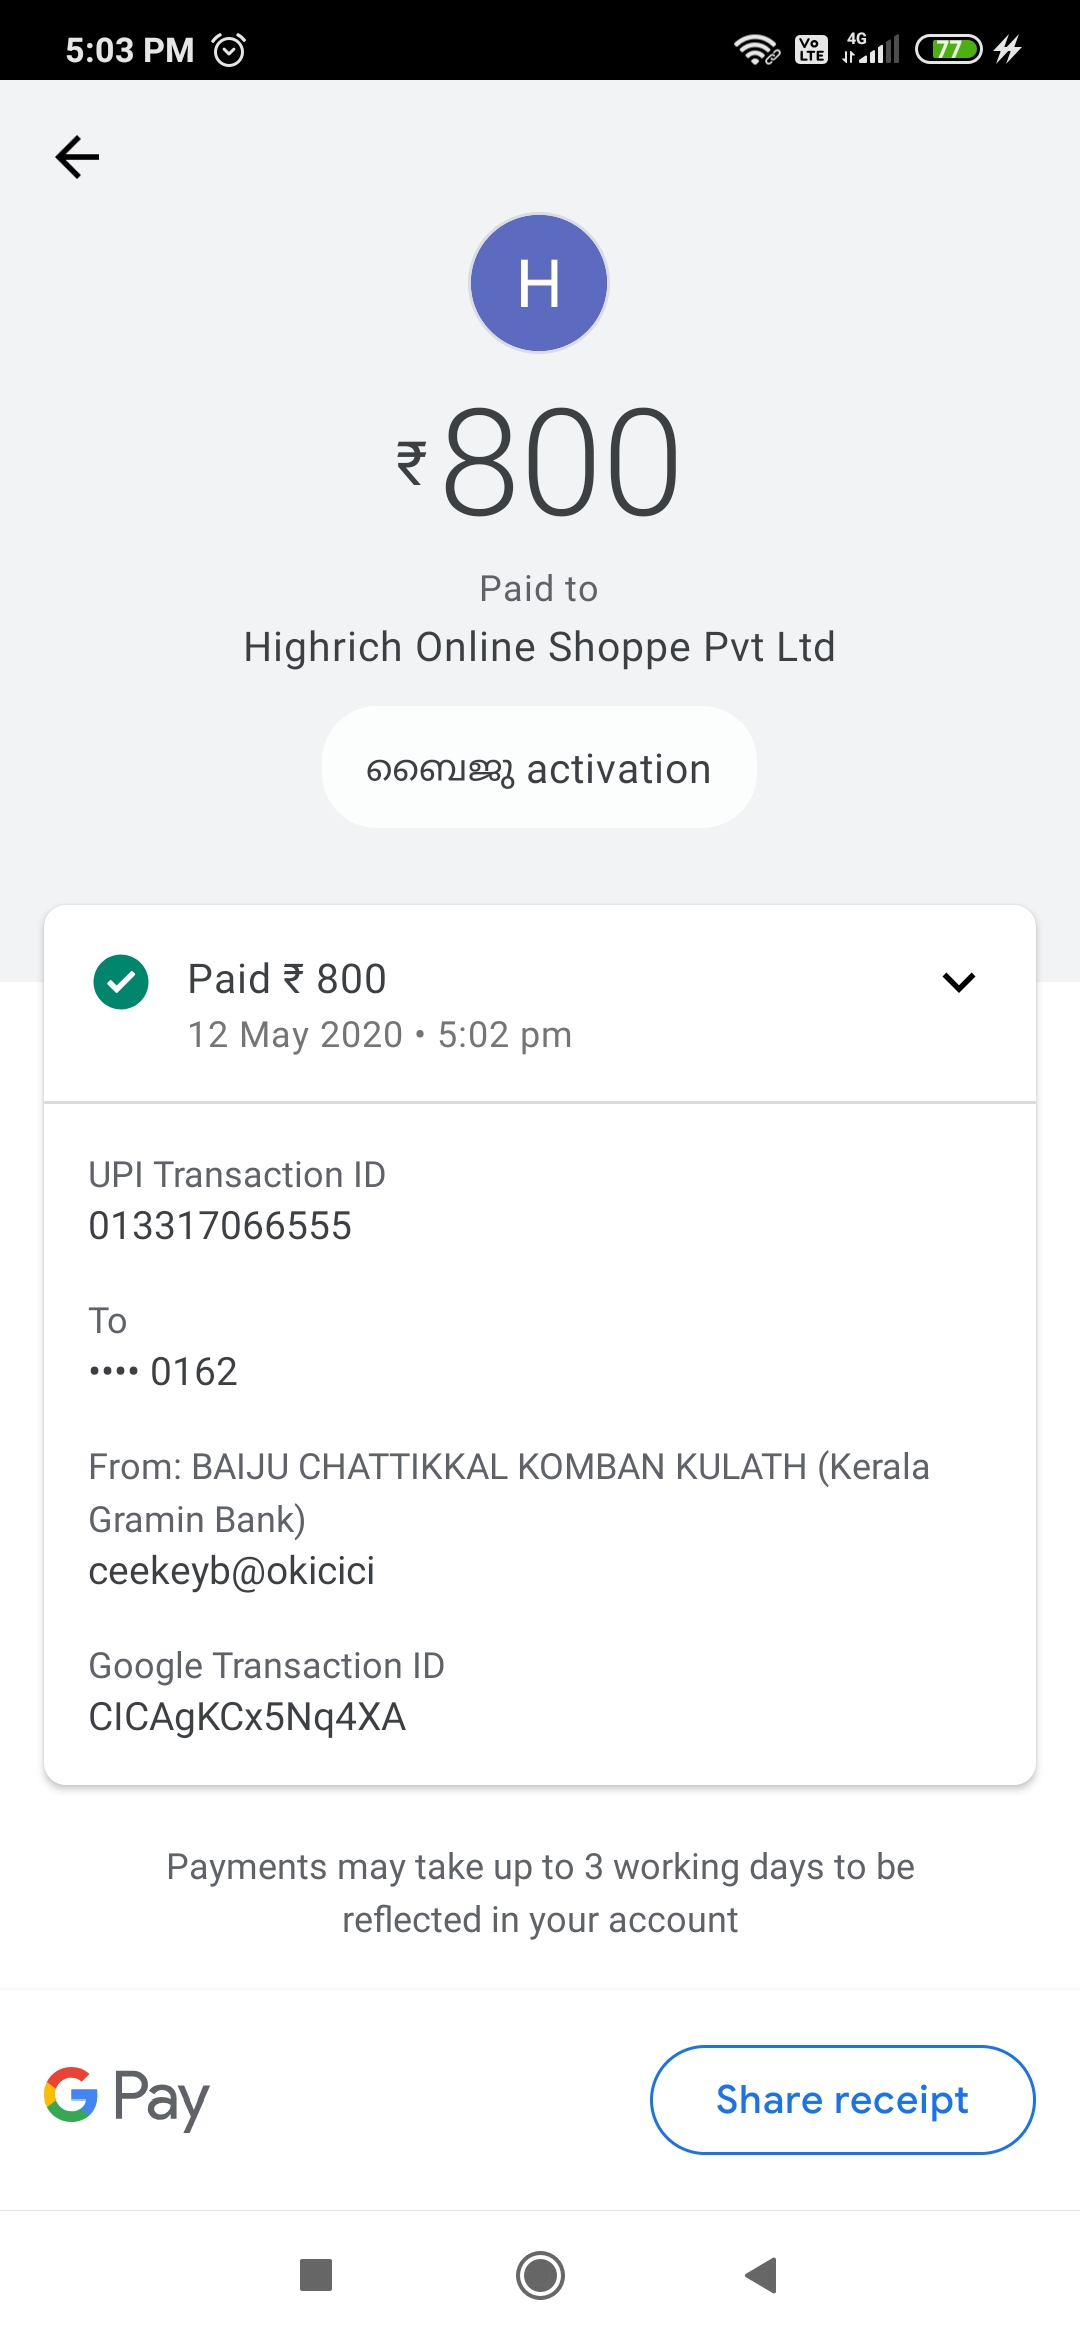 5:03 PM
Vo LTE 4G 77
H
₹800
Paid to
Highrich Online Shoppe Pvt Ltd
ബൈജു activation
Paid ₹ 800
12 May 2020 • 5:02 pm
UPI Transaction ID
013317066555
To
•••• 0162
From: BAIJU CHATTIKKAL KOMBAN KULATH (Kerala
Gramin Bank)
ceekeyb@okicici
Google Transaction ID
CICAgKCx5Nq4XA
Payments may take up to 3 working days to be
reflected in your account
G Pay
Share receipt